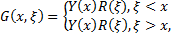 G(x, ξ) = {Y(x)R(ξ), ξ < x
Y(x)R(ξ), ξ > x,